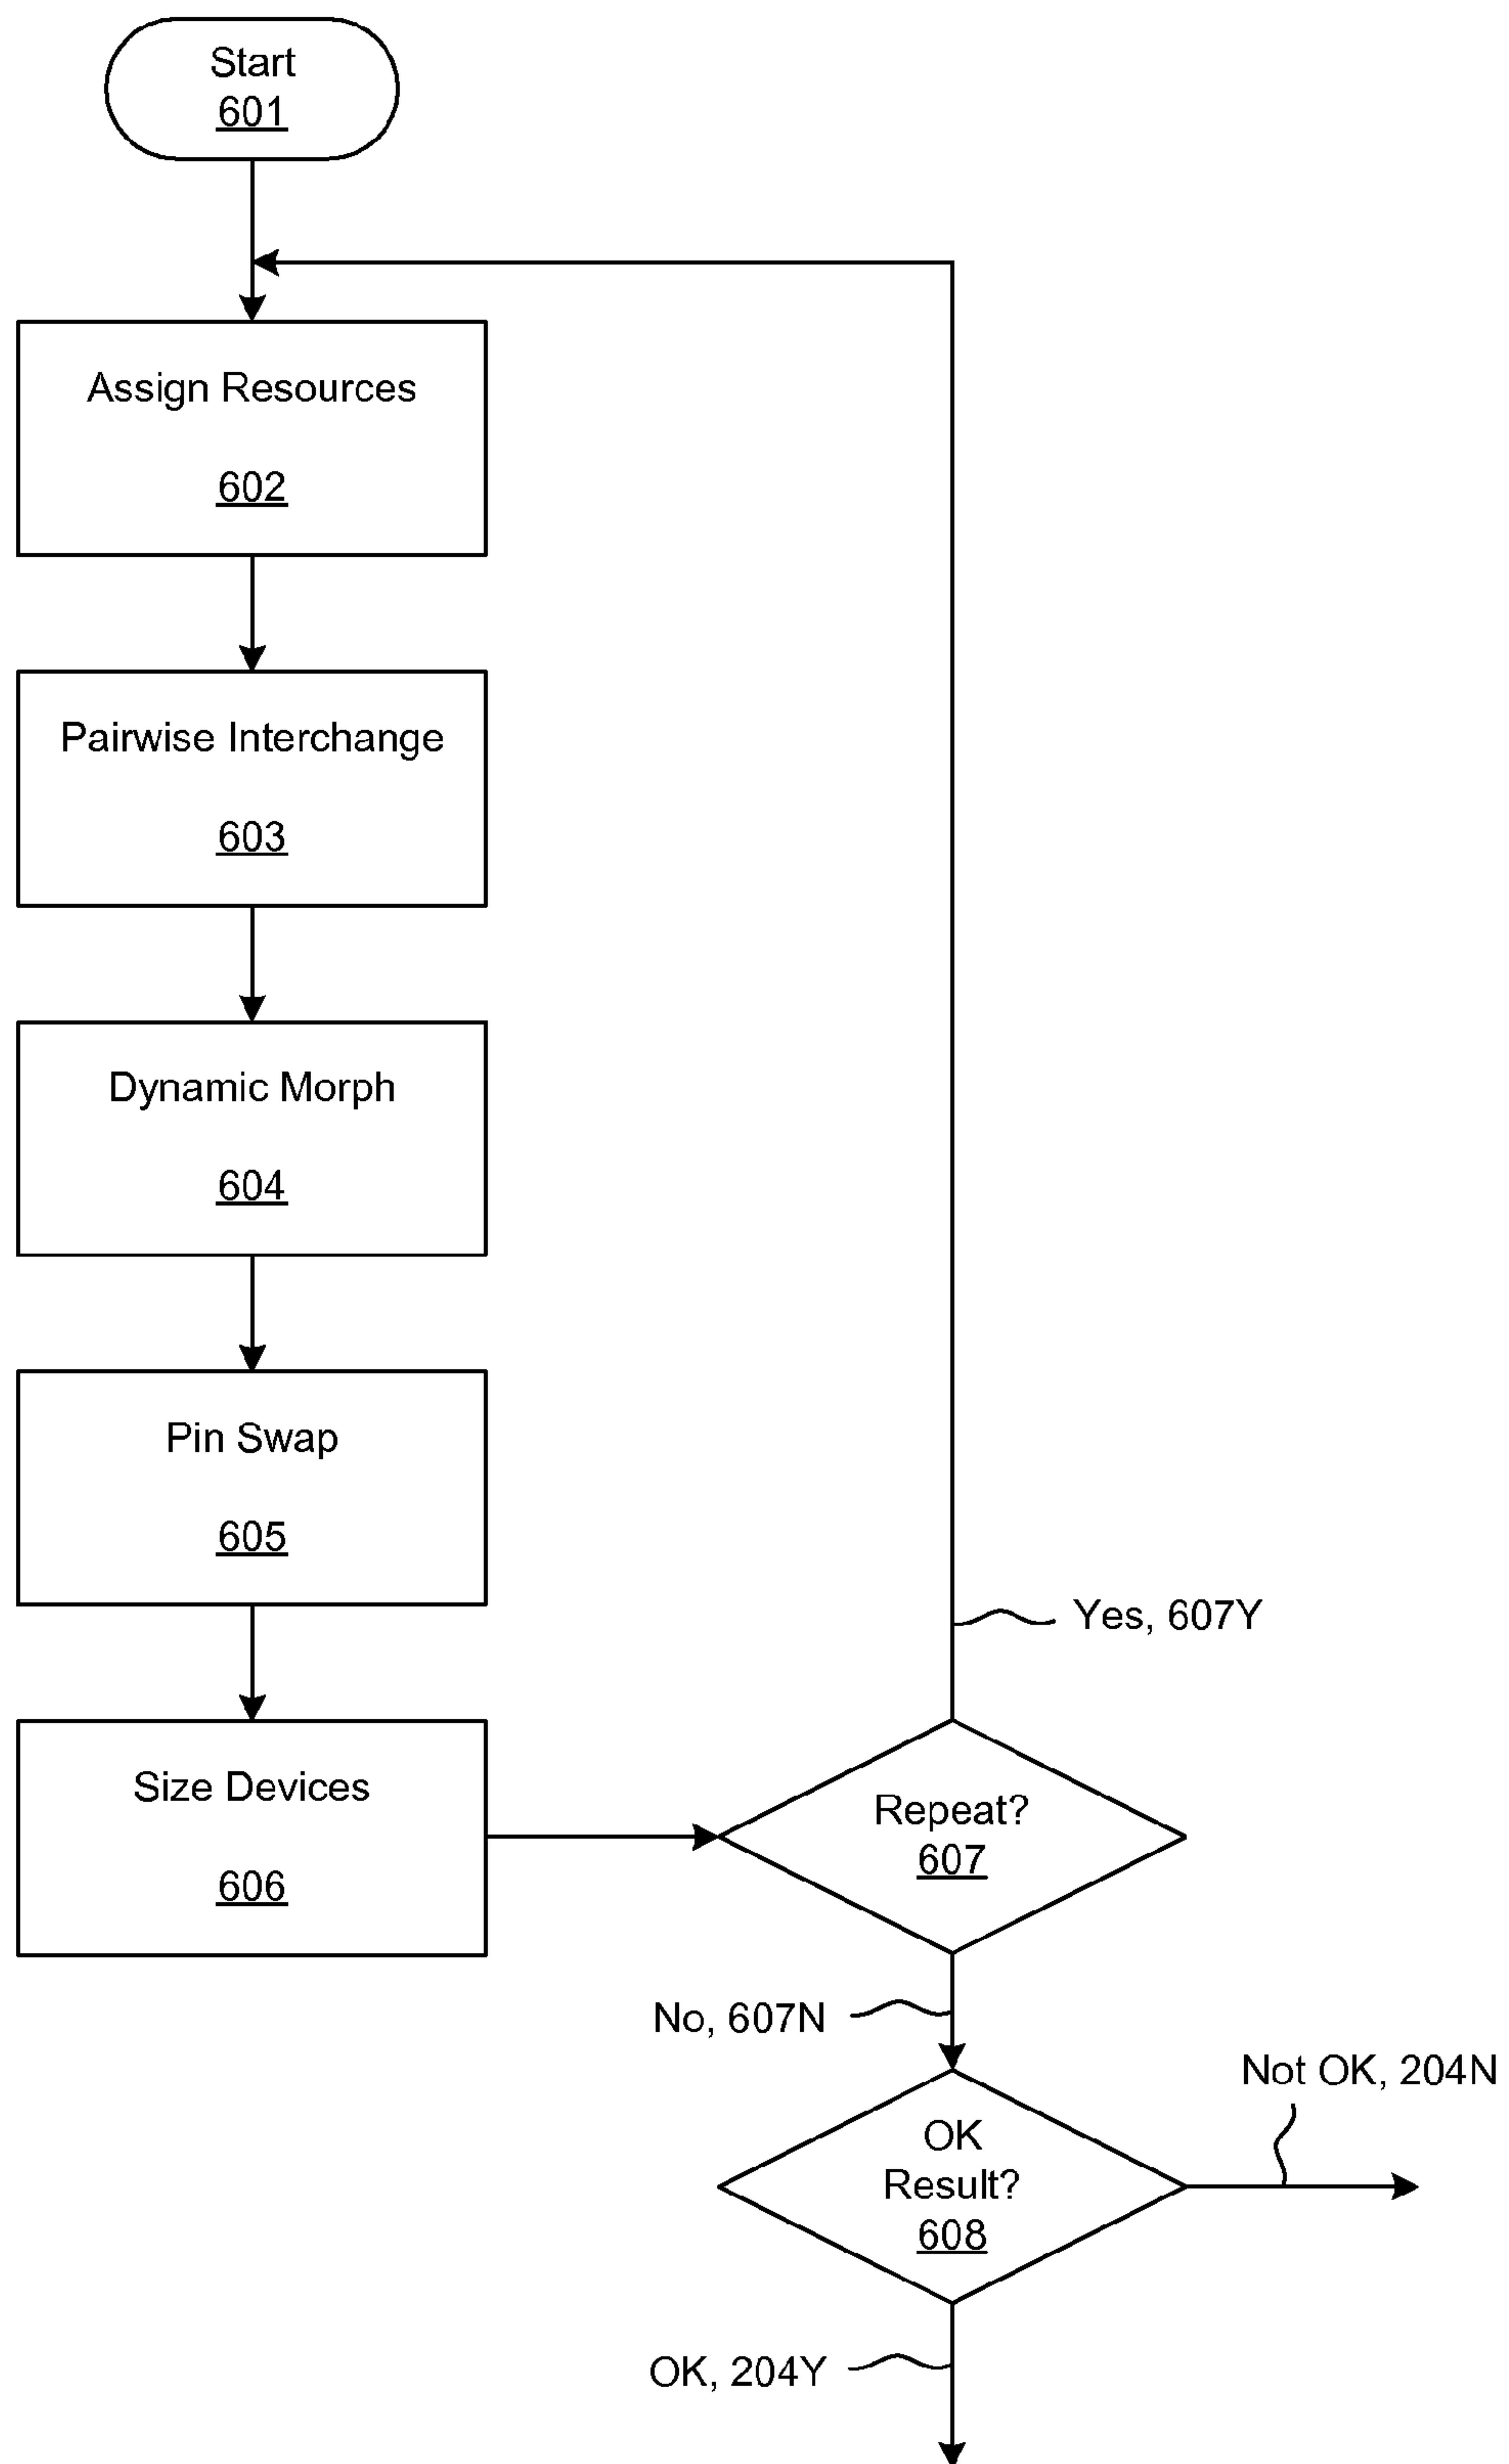 Start
601
Assign Resources
602
Pairwise Interchange
603
Dynamic Morph
604
Pin Swap
605
Yes, 607Y
Size Devices
606
Repeat?
607
No, 607N
Not OK, 204N
OK
Result?
608
OK, 204Y